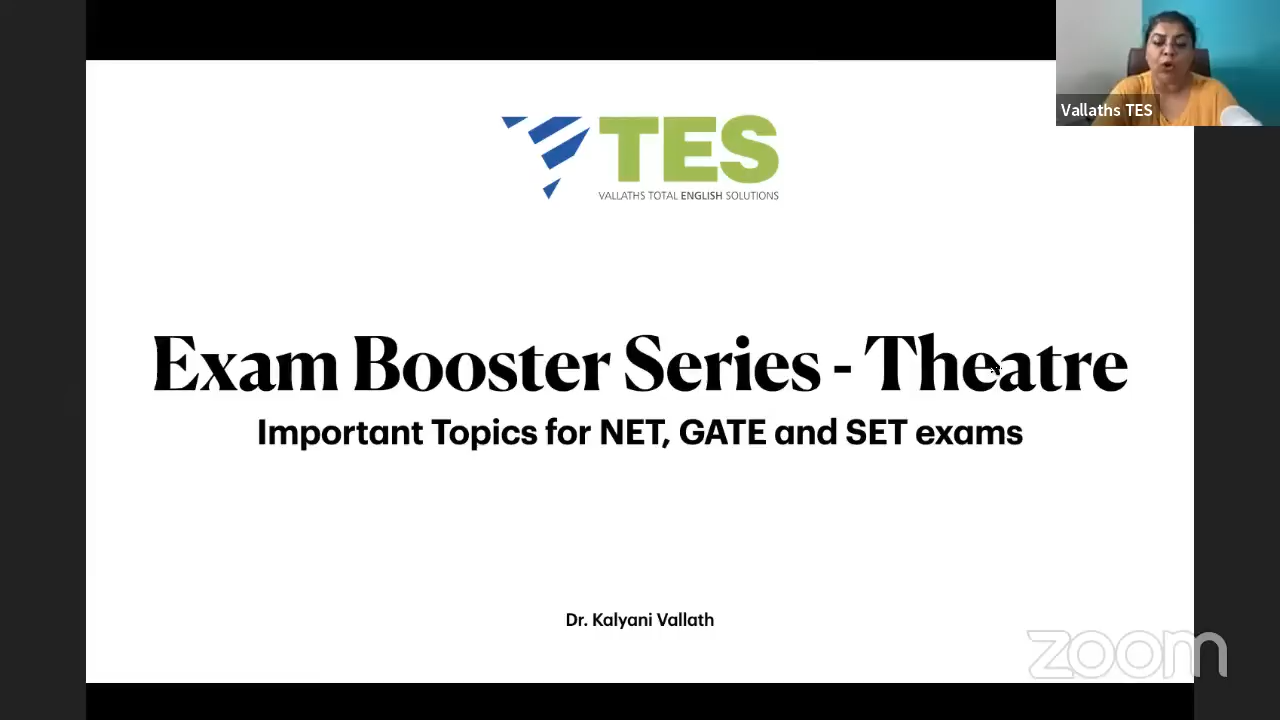 Vallaths TES
TES
VALLATHS TOTAL ENGLISH SOLUTIONS
Exam Booster Series - Theatre
Important Topics for NET, GATE and SET exams
Dr. Kalyani Vallath
zoom